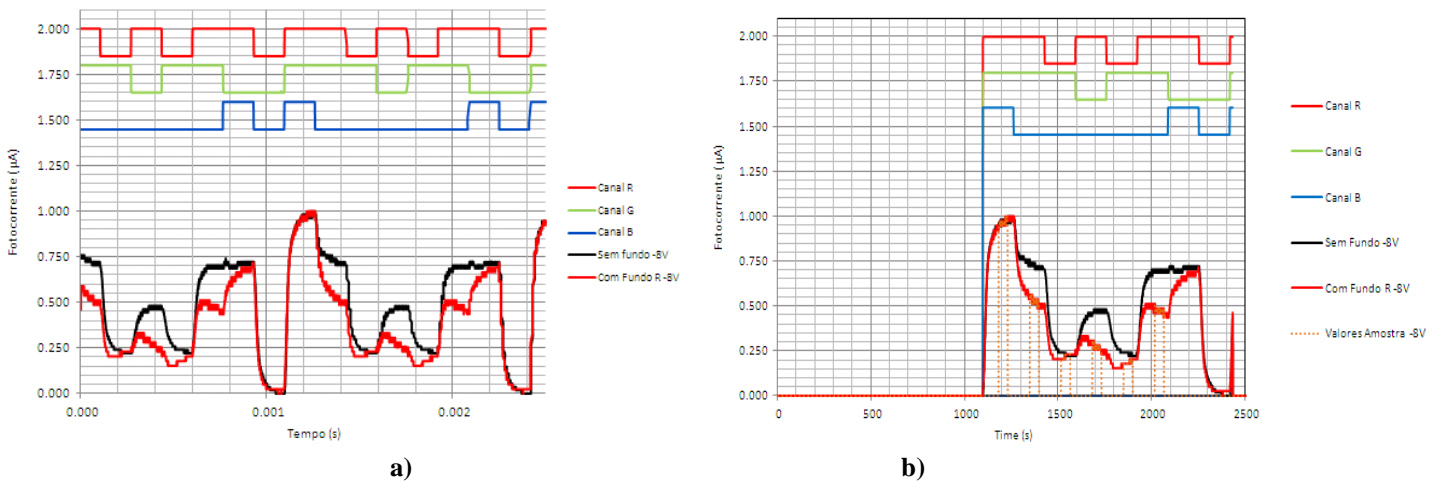 2.000
1.750
1.500
1.250
1.000
0.750
0.500
0.250
0.000
Fotocorrente (µA)
0.000 0.001 0.002
Tempo (s)
Canal R
Canal G
Canal B
Sem fundo -8V
Com Fundo R -8V
a)
2.000
1.750
1.500
1.250
1.000
0.750
0.500
0.250
0.000
Fotocorrente (µA)
0 500 1000 1500 2000 2500
Time (s)
Canal R
Canal G
Canal B
Sem Fundo -8V
Com Fundo R -8V
Valores Amostra -8V
b)